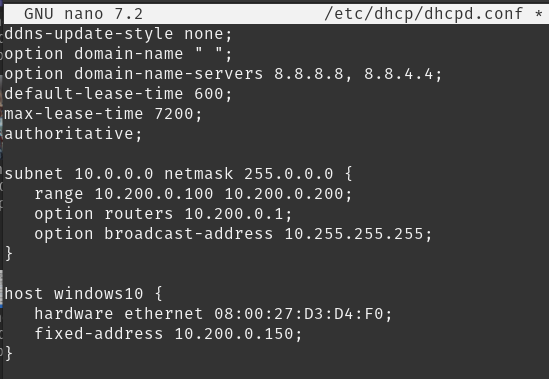 GNU nano 7.2 /etc/dhcp/dhcpd.conf *
ddns-update-style none;
option domain-name " ";
option domain-name-servers 8.8.8.8, 8.8.4.4;
default-lease-time 600;
max-lease-time 7200;
authoritative;

subnet 10.0.0.0 netmask 255.0.0.0 {
   range 10.200.0.100 10.200.0.200;
   option routers 10.200.0.1;
   option broadcast-address 10.255.255.255;
}

host windows10 {
   hardware ethernet 08:00:27:D3:D4:F0;
   fixed-address 10.200.0.150;
}